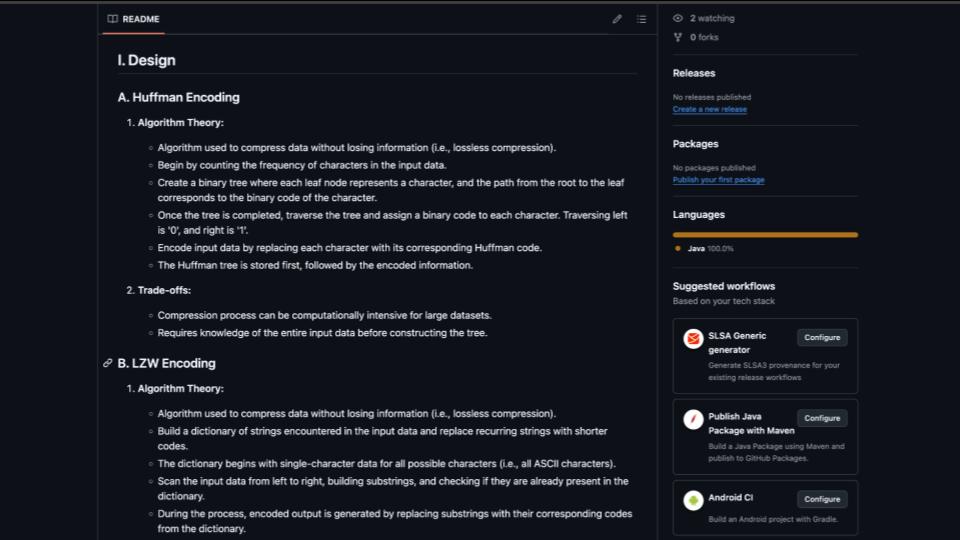 README
I. Design
A. Huffman Encoding
1. Algorithm Theory:
Algorithm used to compress data without losing information (i.e., lossless compression).
Begin by counting the frequency of characters in the input data.
Create a binary tree where each leaf node represents a character, and the path from the root to the leaf
corresponds to the binary code of the character.
Once the tree is completed, traverse the tree and assign a binary code to each character. Traversing left
is '0', and right is '1'.
Encode input data by replacing each character with its corresponding Huffman code.
The Huffman tree is stored first, followed by the encoded information.
2. Trade-offs:
Compression process can be computationally intensive for large datasets.
Requires knowledge of the entire input data before constructing the tree.
B. LZW Encoding
1. Algorithm Theory:
Algorithm used to compress data without losing information (i.e., lossless compression).
Build a dictionary of strings encountered in the input data and replace recurring strings with shorter
codes.
The dictionary begins with single-character data for all possible characters (i.e., all ASCII characters).
Scan the input data from left to right, building substrings, and checking if they are already present in the
dictionary.
During the process, encoded output is generated by replacing substrings with their corresponding codes
from the dictionary.
2 watching
0 forks
Releases
No releases published
Create a new release
Packages
No packages published
Publish your first package
Languages
Java 100.0%
Suggested workflows
Based on your tech stack
SLSA Generic
generator
Configure
Generate SLSA3 provenance for your
existing release workflows
Publish Java
Package with Maven
Configure
Build a Java Package using Maven and
publish to GitHub Packages.
Android CI
Configure
Build an Android project with Gradle.